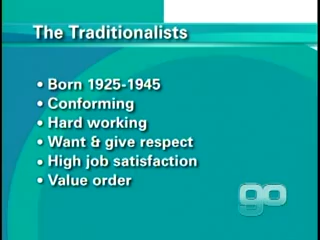 The Traditionalists
• Born 1925-1945
• Conforming
• Hard working
• Want & give respect
• High job satisfaction
• Value order
go